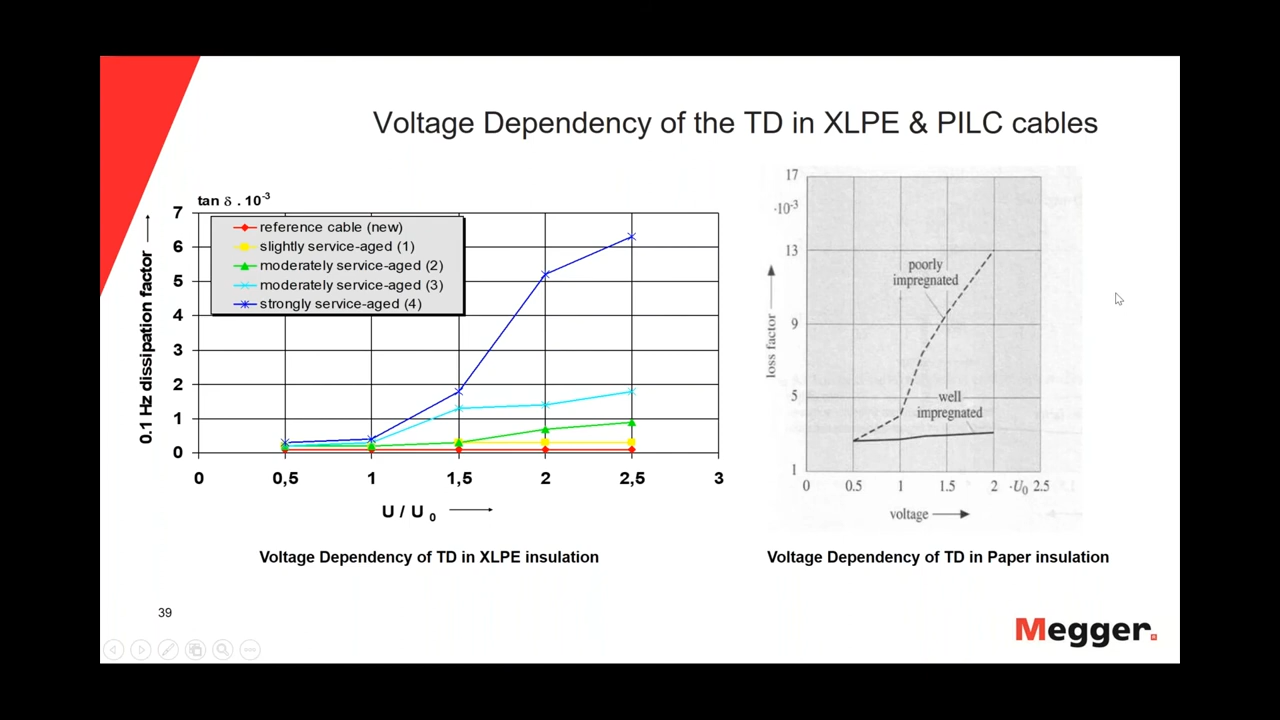 Voltage Dependency of the TD in XLPE & PILC cables
tan δ . 10⁻³
0.1 Hz dissipation factor
7
6
5
4
3
2
1
0
reference cable (new)
slightly service-aged (1)
moderately service-aged (2)
moderately service-aged (3)
strongly service-aged (4)
0
0,5
1
1,5
2
2,5
3
U / U₀
Voltage Dependency of TD in XLPE insulation
17
·10⁻³
13
9
5
1
loss factor
poorly
impregnated
well
impregnated
0
0.5
1
1.5
2
·U₀
2.5
voltage
Voltage Dependency of TD in Paper insulation
39
Megger.